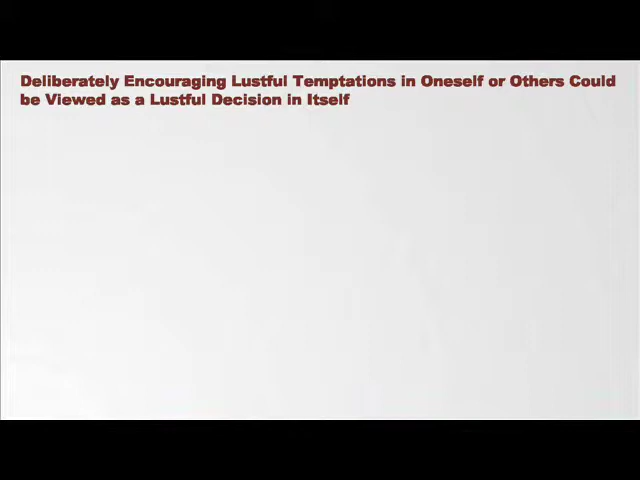 Deliberately Encouraging Lustful Temptations in Oneself or Others Could
be Viewed as a Lustful Decision in Itself